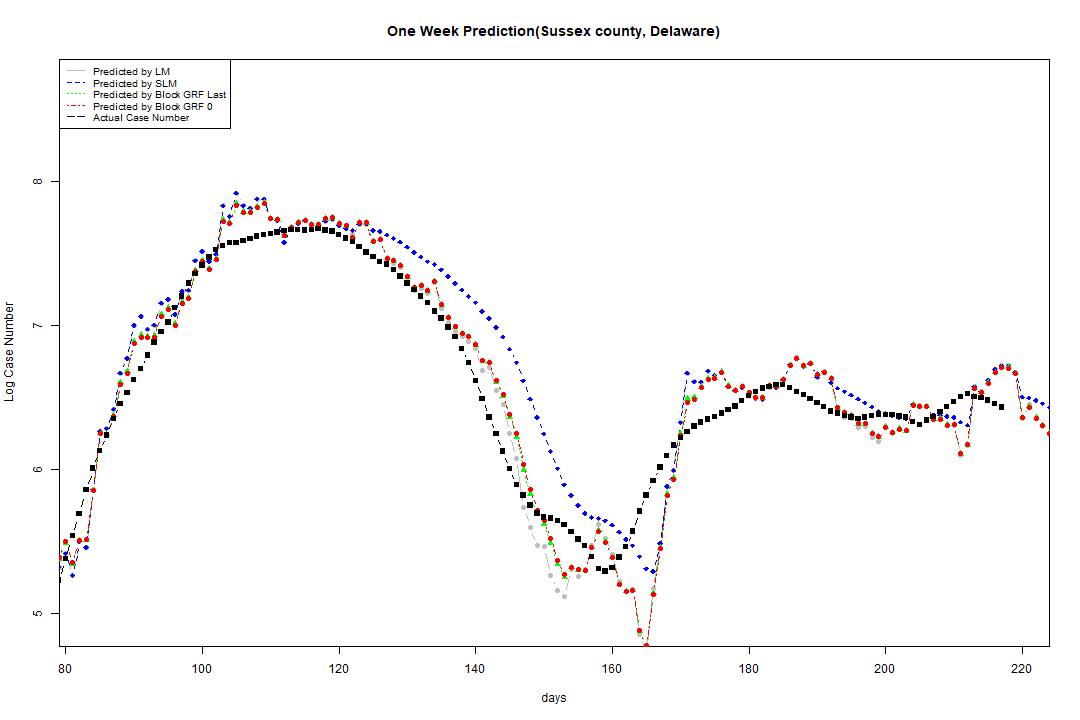 One Week Prediction(Sussex county, Delaware)
Predicted by LM
Predicted by SLM
Predicted by Block GRF Last
Predicted by Block GRF 0
Actual Case Number
Log Case Number
8
7
6
5
80 100 120 140 160 180 200 220
days